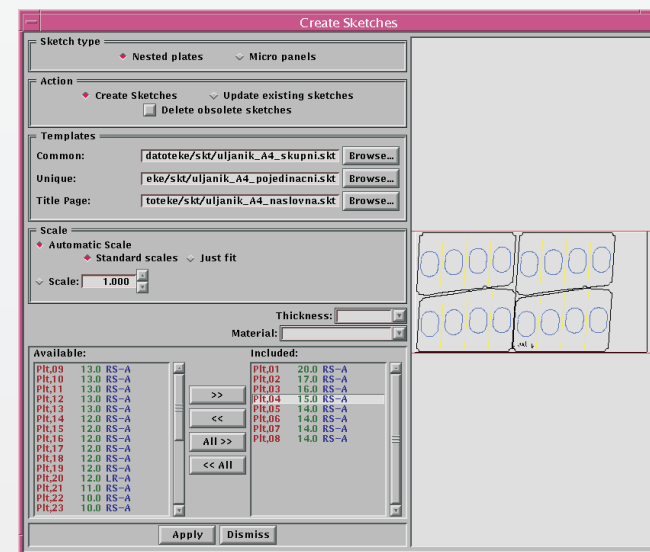 Create Sketches
Sketch type
Nested plates Micro panels
Action
Create Sketches Update existing sketches
Delete obsolete sketches
Templates
Common: datoteke/skt/uljanik_A4_skupni.skt Browse...
Unique: eke/skt/uljanik_A4_pojedinacni.skt Browse...
Title Page: toteke/skt/uljanik_A4_naslovna.skt Browse...
Scale
Automatic Scale
Standard scales Just fit
Scale: 1.000
Thickness:
Material:
Available:
Plt,09 13.0 RS-A
Plt,10 13.0 RS-A
Plt,11 13.0 RS-A
Plt,12 13.0 RS-A
Plt,13 13.0 RS-A
Plt,14 12.0 RS-A
Plt,15 12.0 RS-A
Plt,16 12.0 RS-A
Plt,17 12.0 RS-A
Plt,18 12.0 RS-A
Plt,19 12.0 RS-A
Plt,20 12.0 LR-A
Plt,21 11.0 RS-A
Plt,22 10.0 RS-A
Plt,23 10.0 RS-A
>>
<<
All >>
<< All
Included:
Plt,01 20.0 RS-A
Plt,02 17.0 RS-A
Plt,03 16.0 RS-A
Plt,04 15.0 RS-A
Plt,05 14.0 RS-A
Plt,06 14.0 RS-A
Plt,07 14.0 RS-A
Plt,08 14.0 RS-A
Apply Dismiss